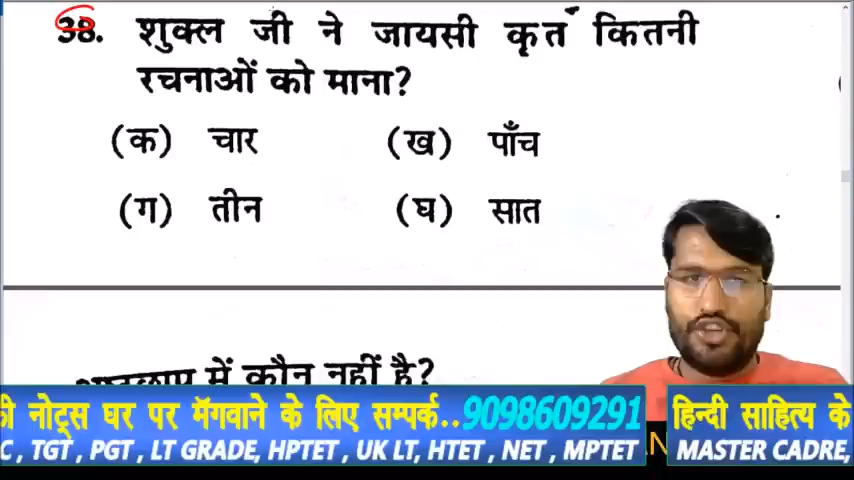 38. शुक्ल जी ने जायसी कृत कितनी
रचनाओं को माना?
(क) चार (ख) पाँच
(ग) तीन (घ) सात
में कौन नहीं है?
की नोट्स घर पर मॅगवाने के लिए सम्पर्क..9098609291 हिन्दी साहित्य के
C , TGT , PGT , LT GRADE, HPTET , UK LT, HTET , NET , MPTET MASTER CADRE,